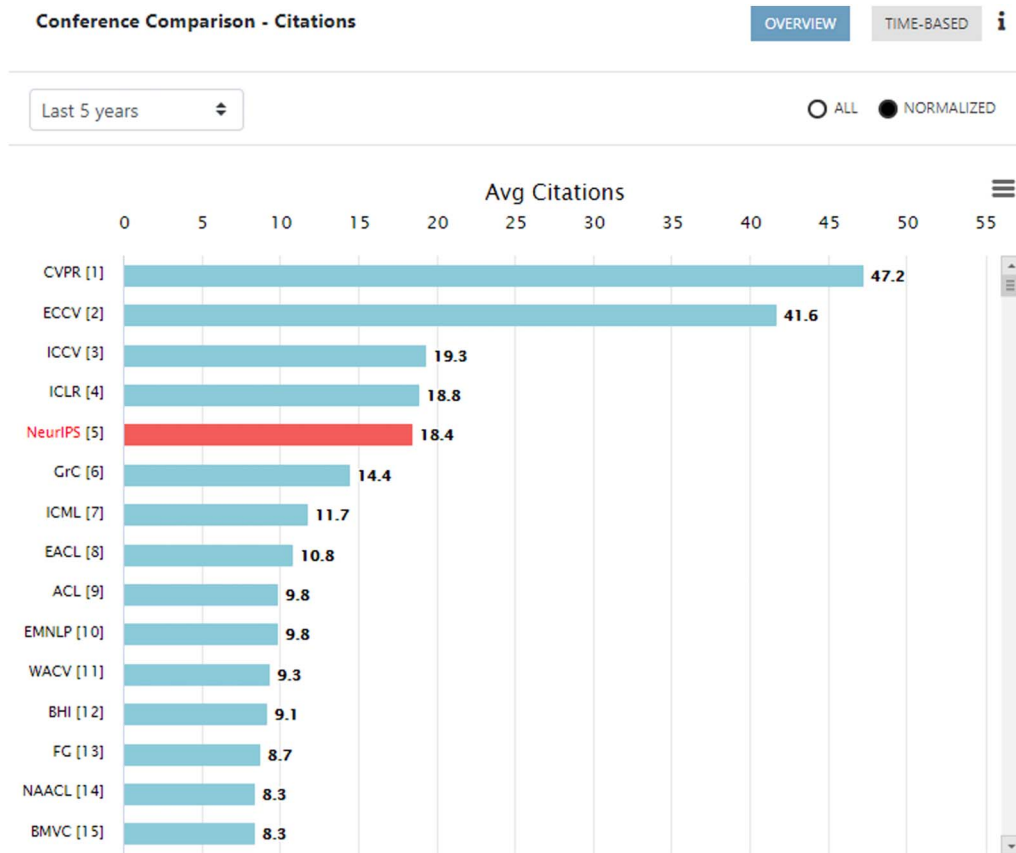 Conference Comparison - Citations
OVERVIEW
TIME-BASED
i
Last 5 years
ALL
NORMALIZED
Avg Citations
0 5 10 15 20 25 30 35 40 45 50 55
CVPR [1] 47.2
ECCV [2] 41.6
ICCV [3] 19.3
ICLR [4] 18.8
NeurIPS [5] 18.4
GrC [6] 14.4
ICML [7] 11.7
EACL [8] 10.8
ACL [9] 9.8
EMNLP [10] 9.8
WACV [11] 9.3
BHI [12] 9.1
FG [13] 8.7
NAACL [14] 8.3
BMVC [15] 8.3